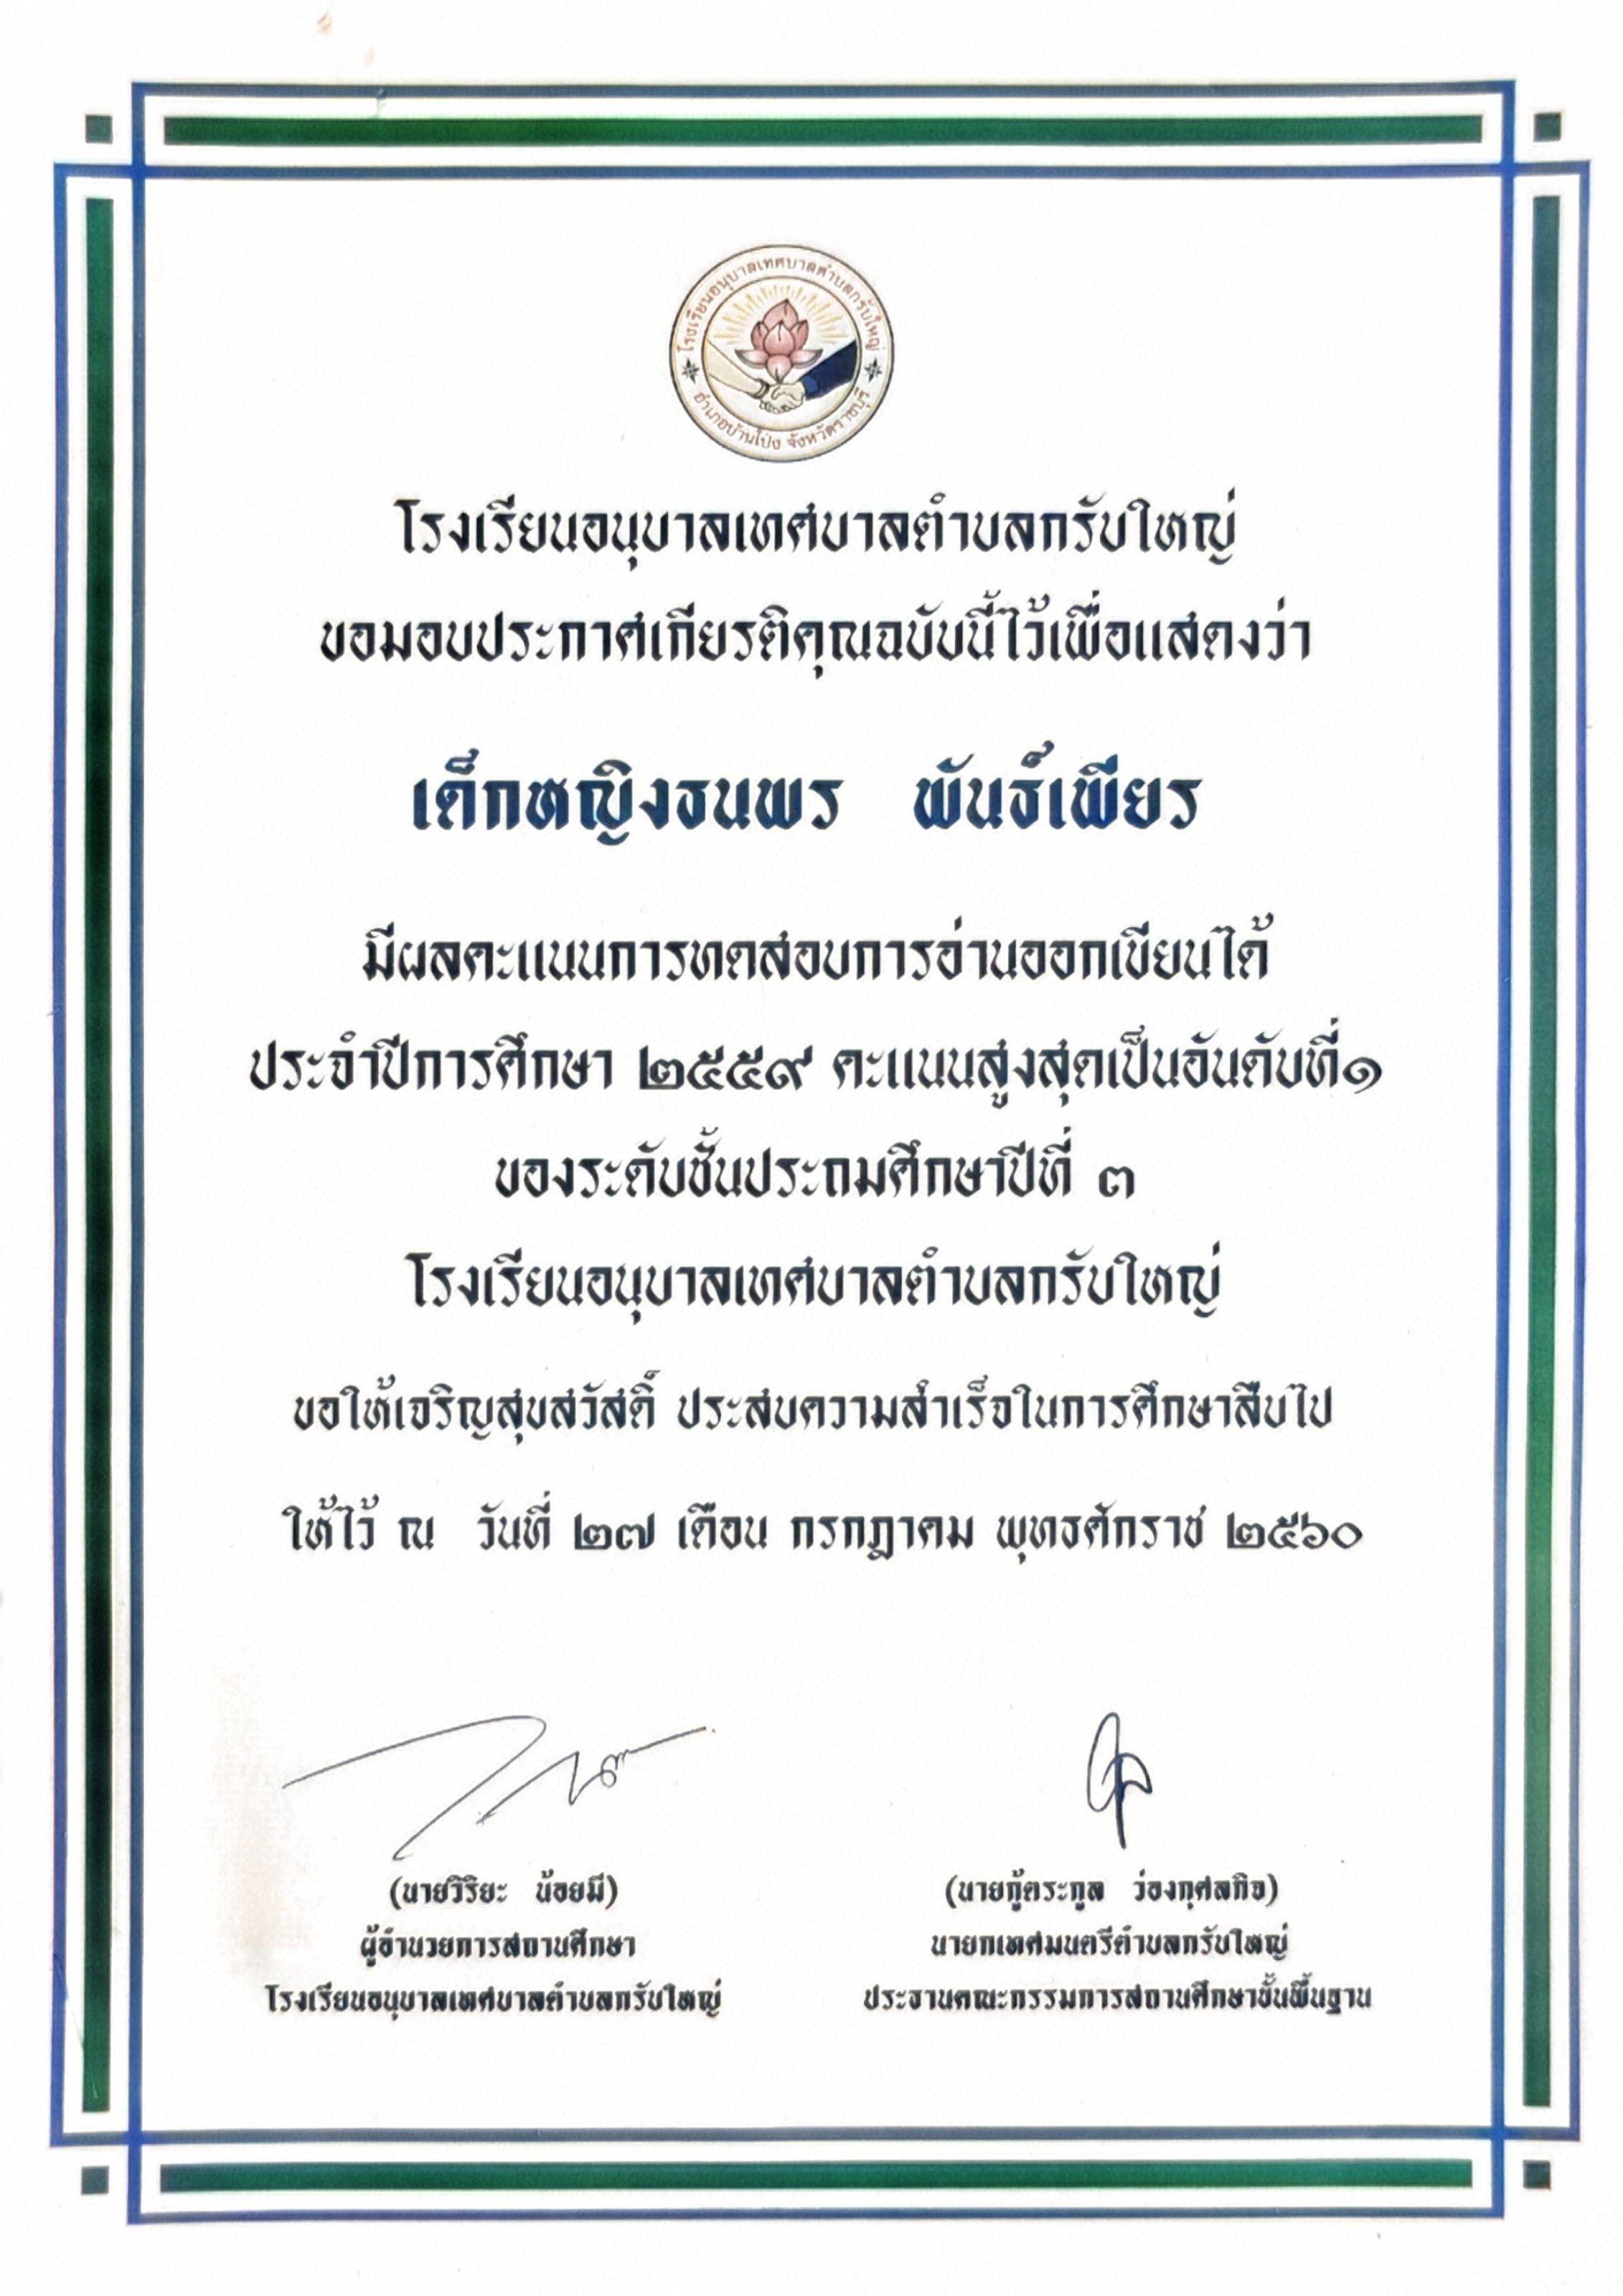 โรงเรียนอนุบาลเทศบาลตำบลกรับใหญ่
อำเภอบ้านโป่ง จังหวัดราชบุรี
โรงเรียนอนุบาลเทศบาลตำบลกรับใหญ่
ขอมอบประกาศเกียรติคุณฉบับนี้ไว้เพื่อแสดงว่า
เด็กหญิงธนพร พันธ์เพียร
มีผลคะแนนการทดสอบการอ่านออกเขียนได้
ประจำปีการศึกษา ๒๕๕๙ คะแนนสูงสุดเป็นอันดับที่๑
ของระดับชั้นประถมศึกษาปีที่ ๓
โรงเรียนอนุบาลเทศบาลตำบลกรับใหญ่
ขอให้เจริญสุขสวัสดิ์ ประสบความสำเร็จในการศึกษาสืบไป
ให้ไว้ ณ วันที่ ๒๗ เดือน กรกฎาคม พุทธศักราช ๒๕๖๐
(นายวิริยะ น้อยมี)
ผู้อำนวยการสถานศึกษา
โรงเรียนอนุบาลเทศบาลตำบลกรับใหญ่
(นายกู้ตระกูล ว่องกุศลกิจ)
นายกเทศมนตรีตำบลกรับใหญ่
ประธานคณะกรรมการสถานศึกษาขั้นพื้นฐาน